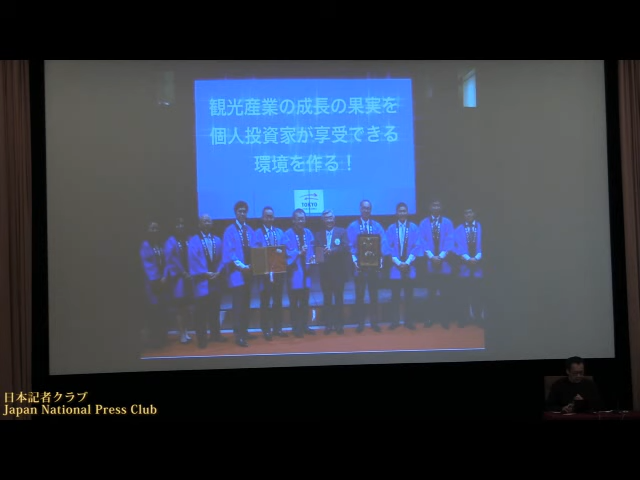 観光産業の成長の果実を
個人投資家が享受できる
環境を作る！
TOKYO
日本記者クラブ
Japan National Press Club